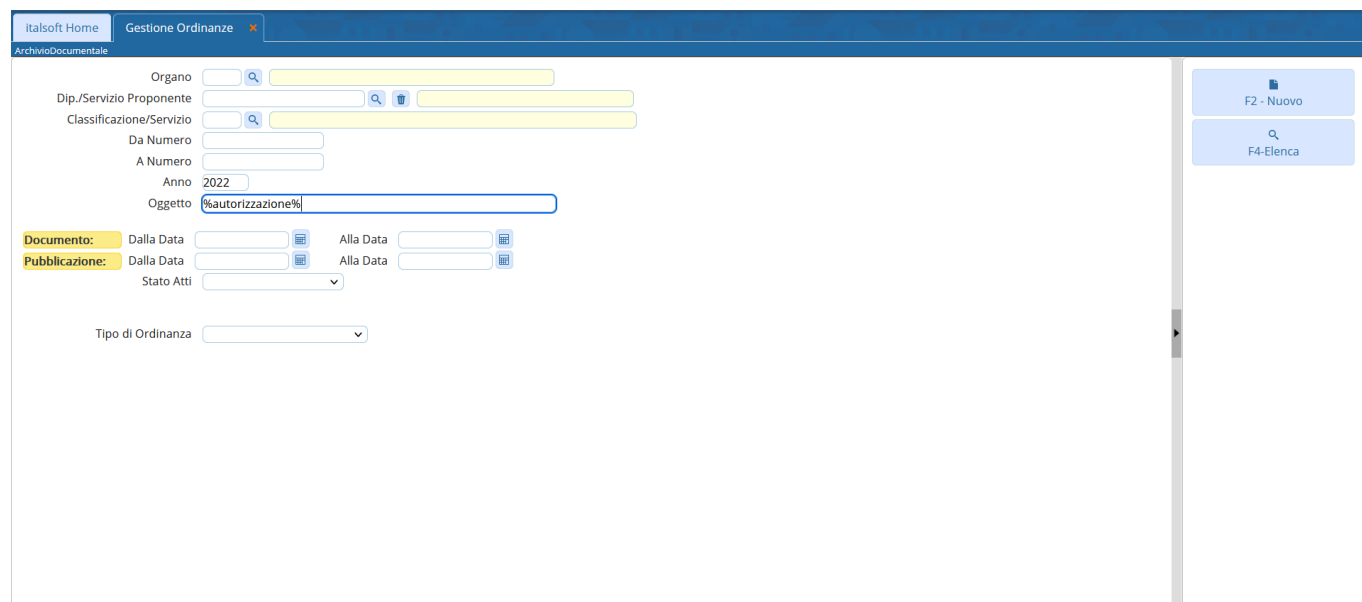 italsoft Home Gestione Ordinanze ×
ArchivioDocumentale
Organo
Dip./Servizio Proponente
Classificazione/Servizio
Da Numero
A Numero
Anno 2022
Oggetto %autorizzazione%
Documento: Dalla Data Alla Data
Pubblicazione: Dalla Data Alla Data
Stato Atti
Tipo di Ordinanza
F2 - Nuovo
F4-Elenca